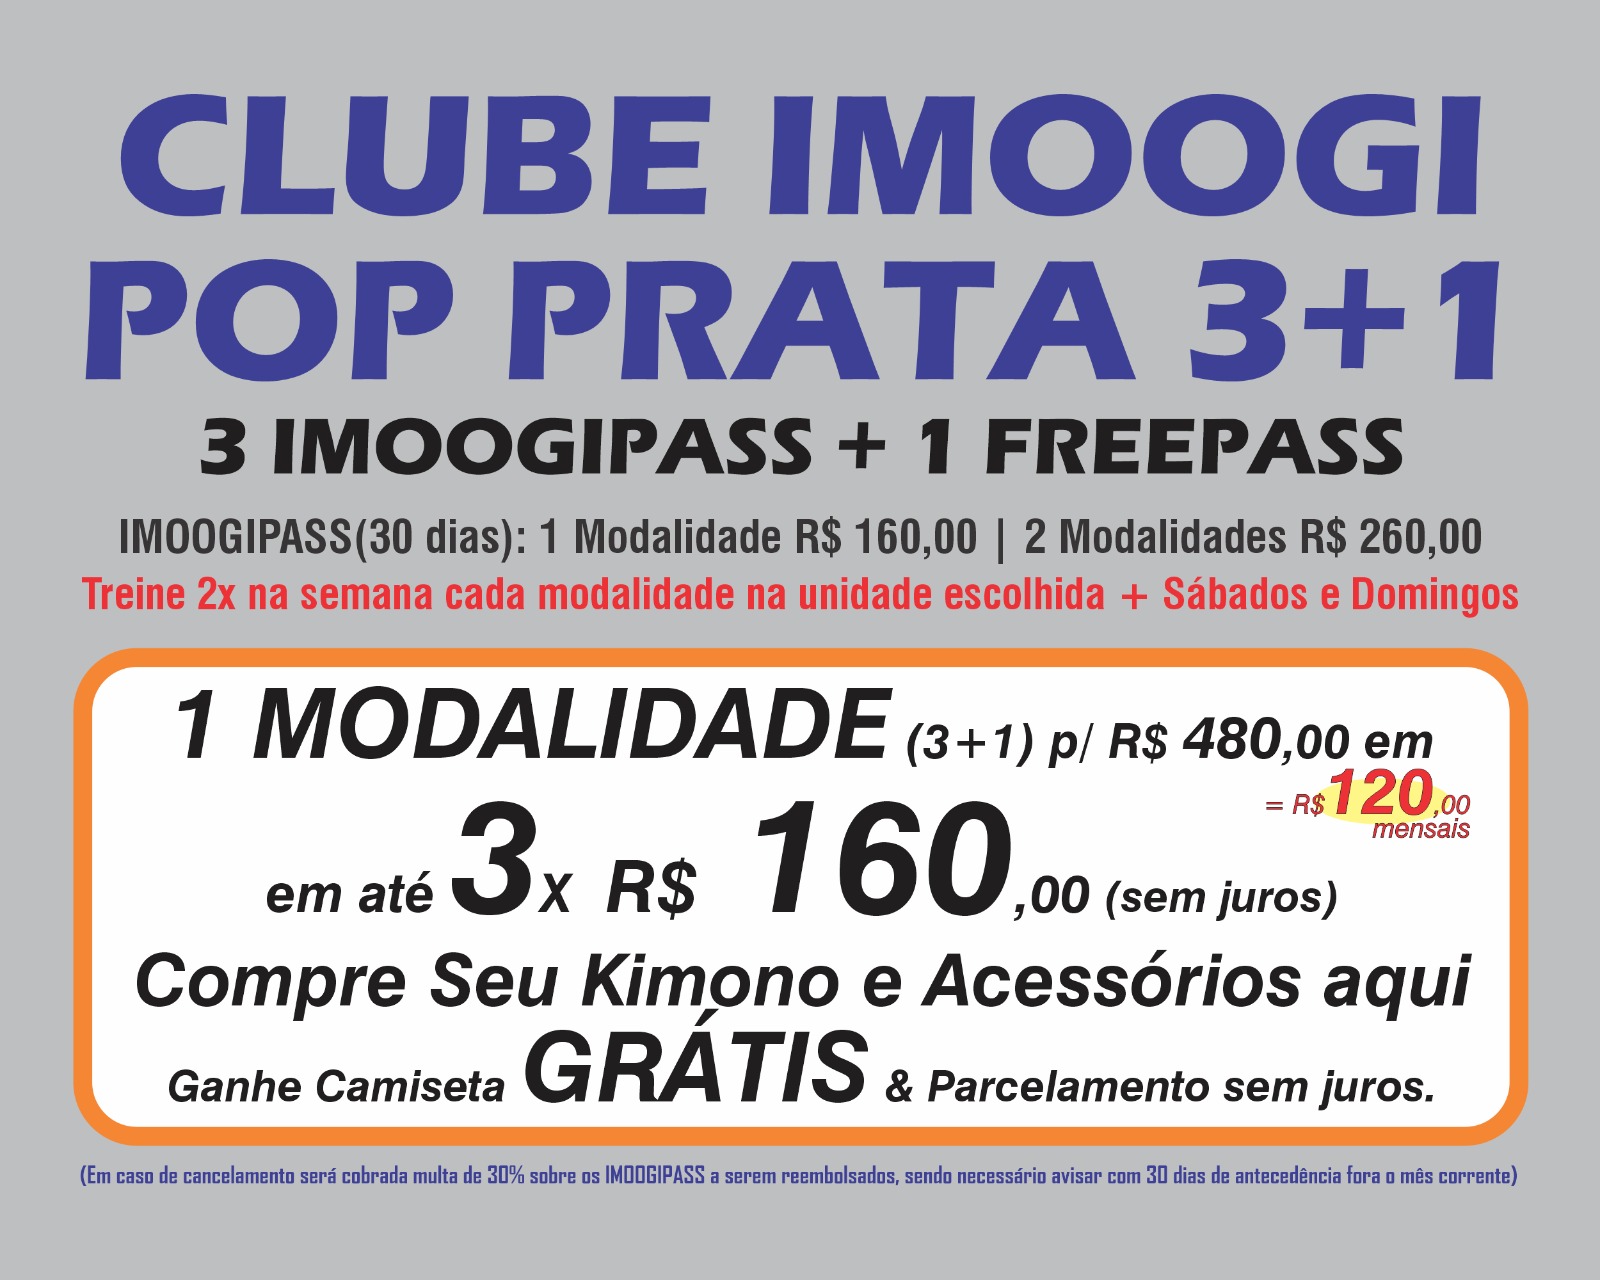 CLUBE IMOOGI
POP PRATA 3+1
3 IMOOGIPASS + 1 FREEPASS
IMOOGIPASS(30 dias): 1 Modalidade R$ 160,00 | 2 Modalidades R$ 260,00
Treine 2x na semana cada modalidade na unidade escolhida + Sábados e Domingos
1 MODALIDADE (3+1) p/ R$ 480,00 em
= R$120,00
mensais
em até 3x R$ 160,00 (sem juros)
Compre Seu Kimono e Acessórios aqui
Ganhe Camiseta GRÁTIS & Parcelamento sem juros.
(Em caso de cancelamento será cobrada multa de 30% sobre os IMOOGIPASS a serem reembolsados, sendo necessário avisar com 30 dias de antecedência fora o mês corrente)